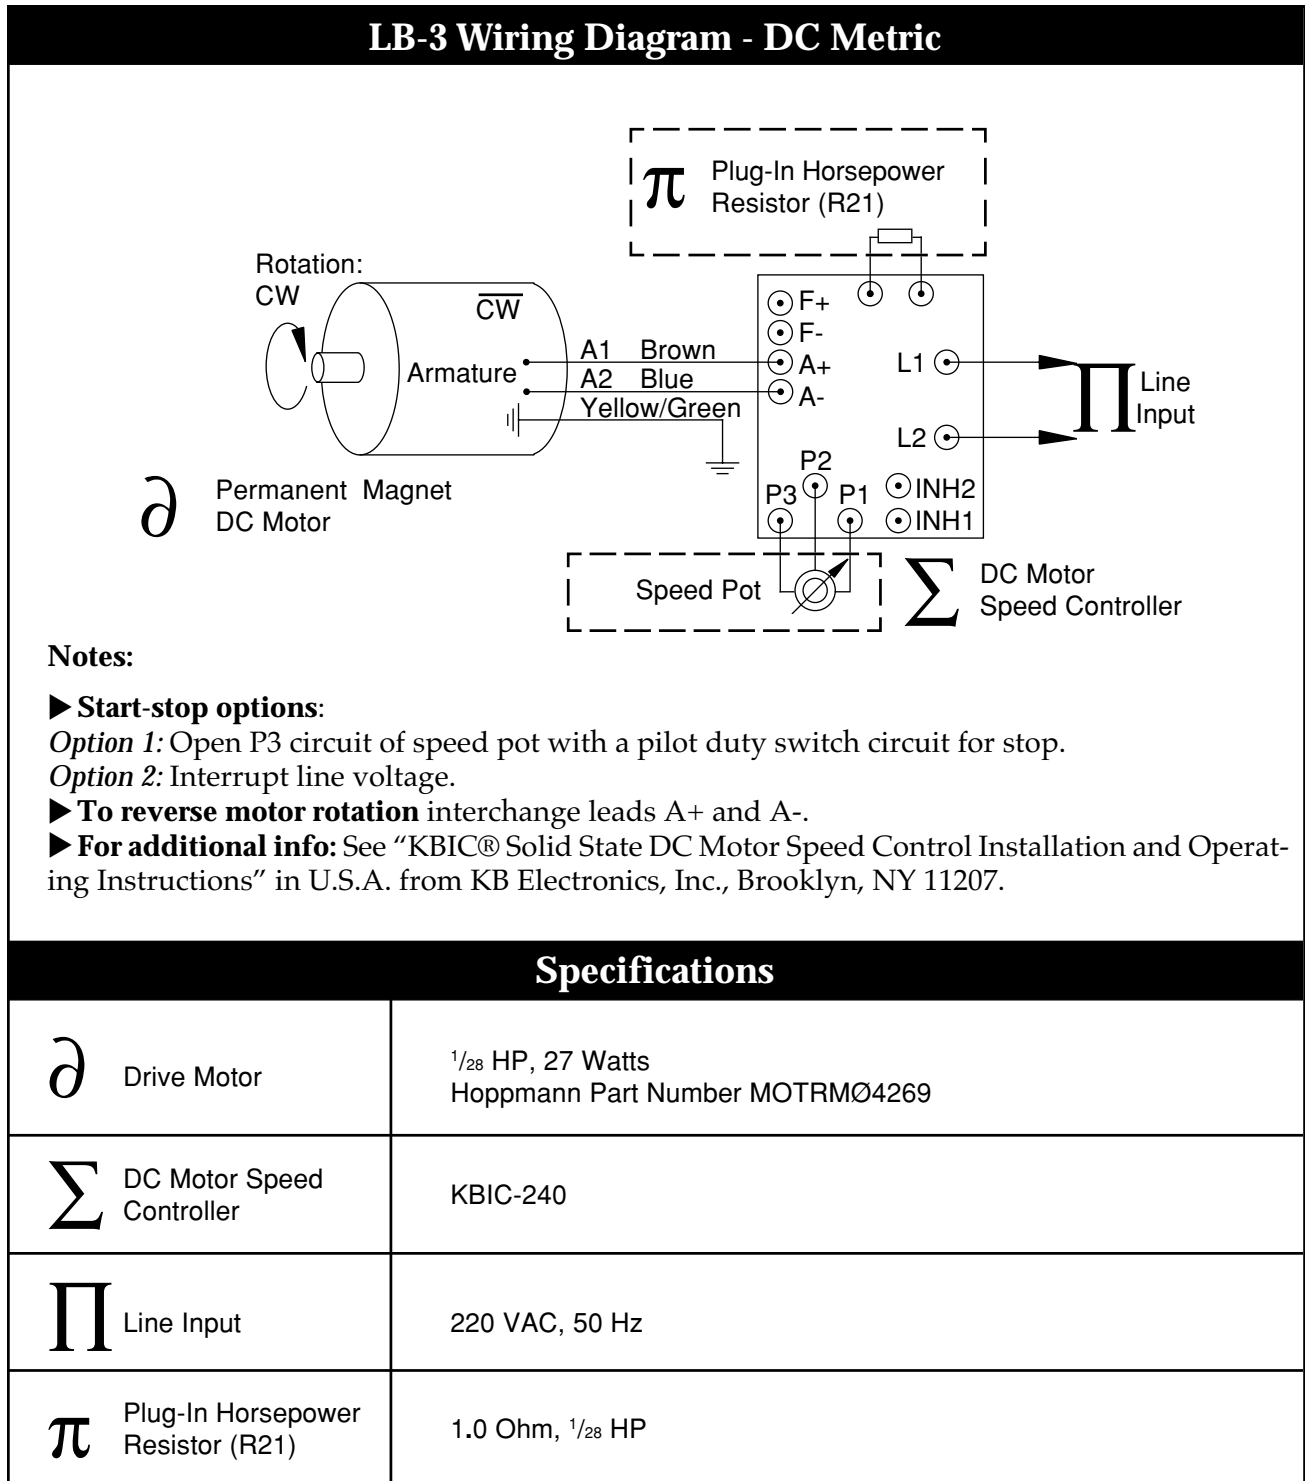 LB-3 Wiring Diagram - DC Metric
π
Plug-In Horsepower
Resistor (R21)
Rotation:
CW
CW
Armature
A1 Brown
A2 Blue
Yellow/Green
F+
F-
A+
A-
L1
L2
∏
Line
Input
P2
P3
P1
INH2
INH1
∂
Permanent Magnet
DC Motor
Speed Pot
∑
DC Motor
Speed Controller
Notes:
▶ Start-stop options:
Option 1: Open P3 circuit of speed pot with a pilot duty switch circuit for stop.
Option 2: Interrupt line voltage.
▶ To reverse motor rotation interchange leads A+ and A-.
▶ For additional info: See “KBIC® Solid State DC Motor Speed Control Installation and Operat-
ing Instructions” in U.S.A. from KB Electronics, Inc., Brooklyn, NY 11207.
Specifications
∂ Drive Motor
1/28 HP, 27 Watts
Hoppmann Part Number MOTRMØ4269
∑
DC Motor Speed
Controller
KBIC-240
∏ Line Input
220 VAC, 50 Hz
π
Plug-In Horsepower
Resistor (R21)
1.0 Ohm, 1/28 HP